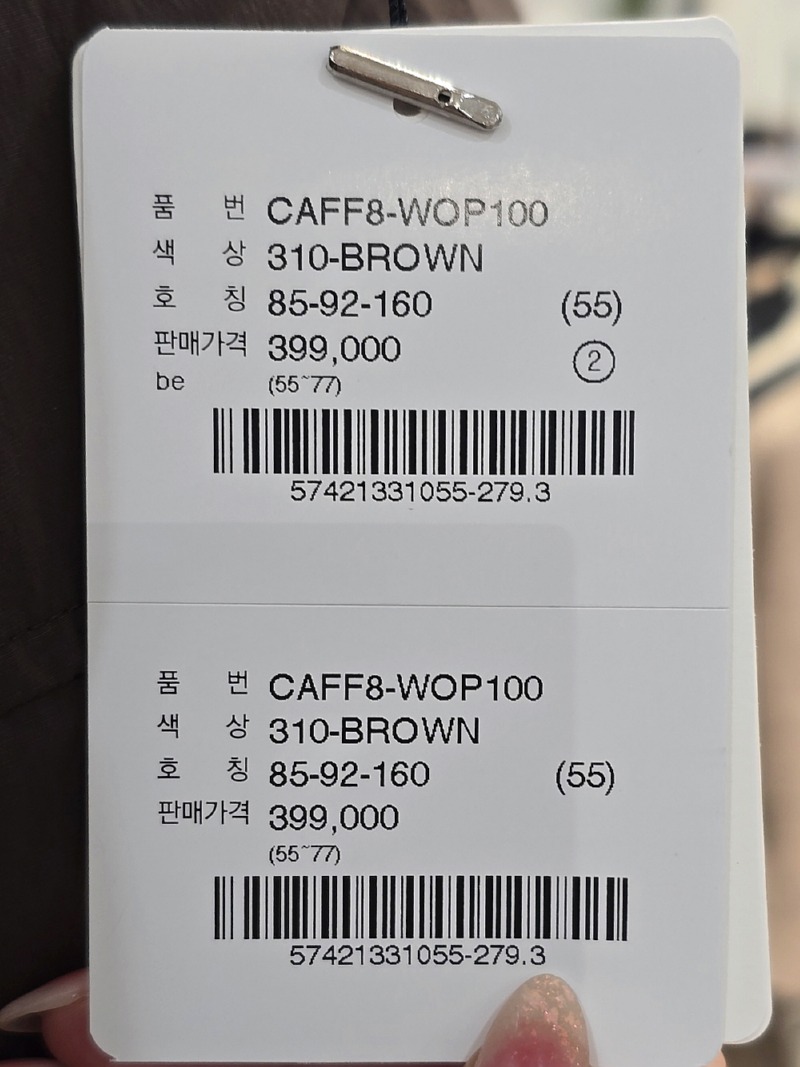 품 번 CAFF8-WOP100
색 상 310-BROWN
호 칭 85-92-160 (55)
판매가격 399,000 ②
be (55~77)
57421331055-279.3
품 번 CAFF8-WOP100
색 상 310-BROWN
호 칭 85-92-160 (55)
판매가격 399,000
(55~77)
57421331055-279.3